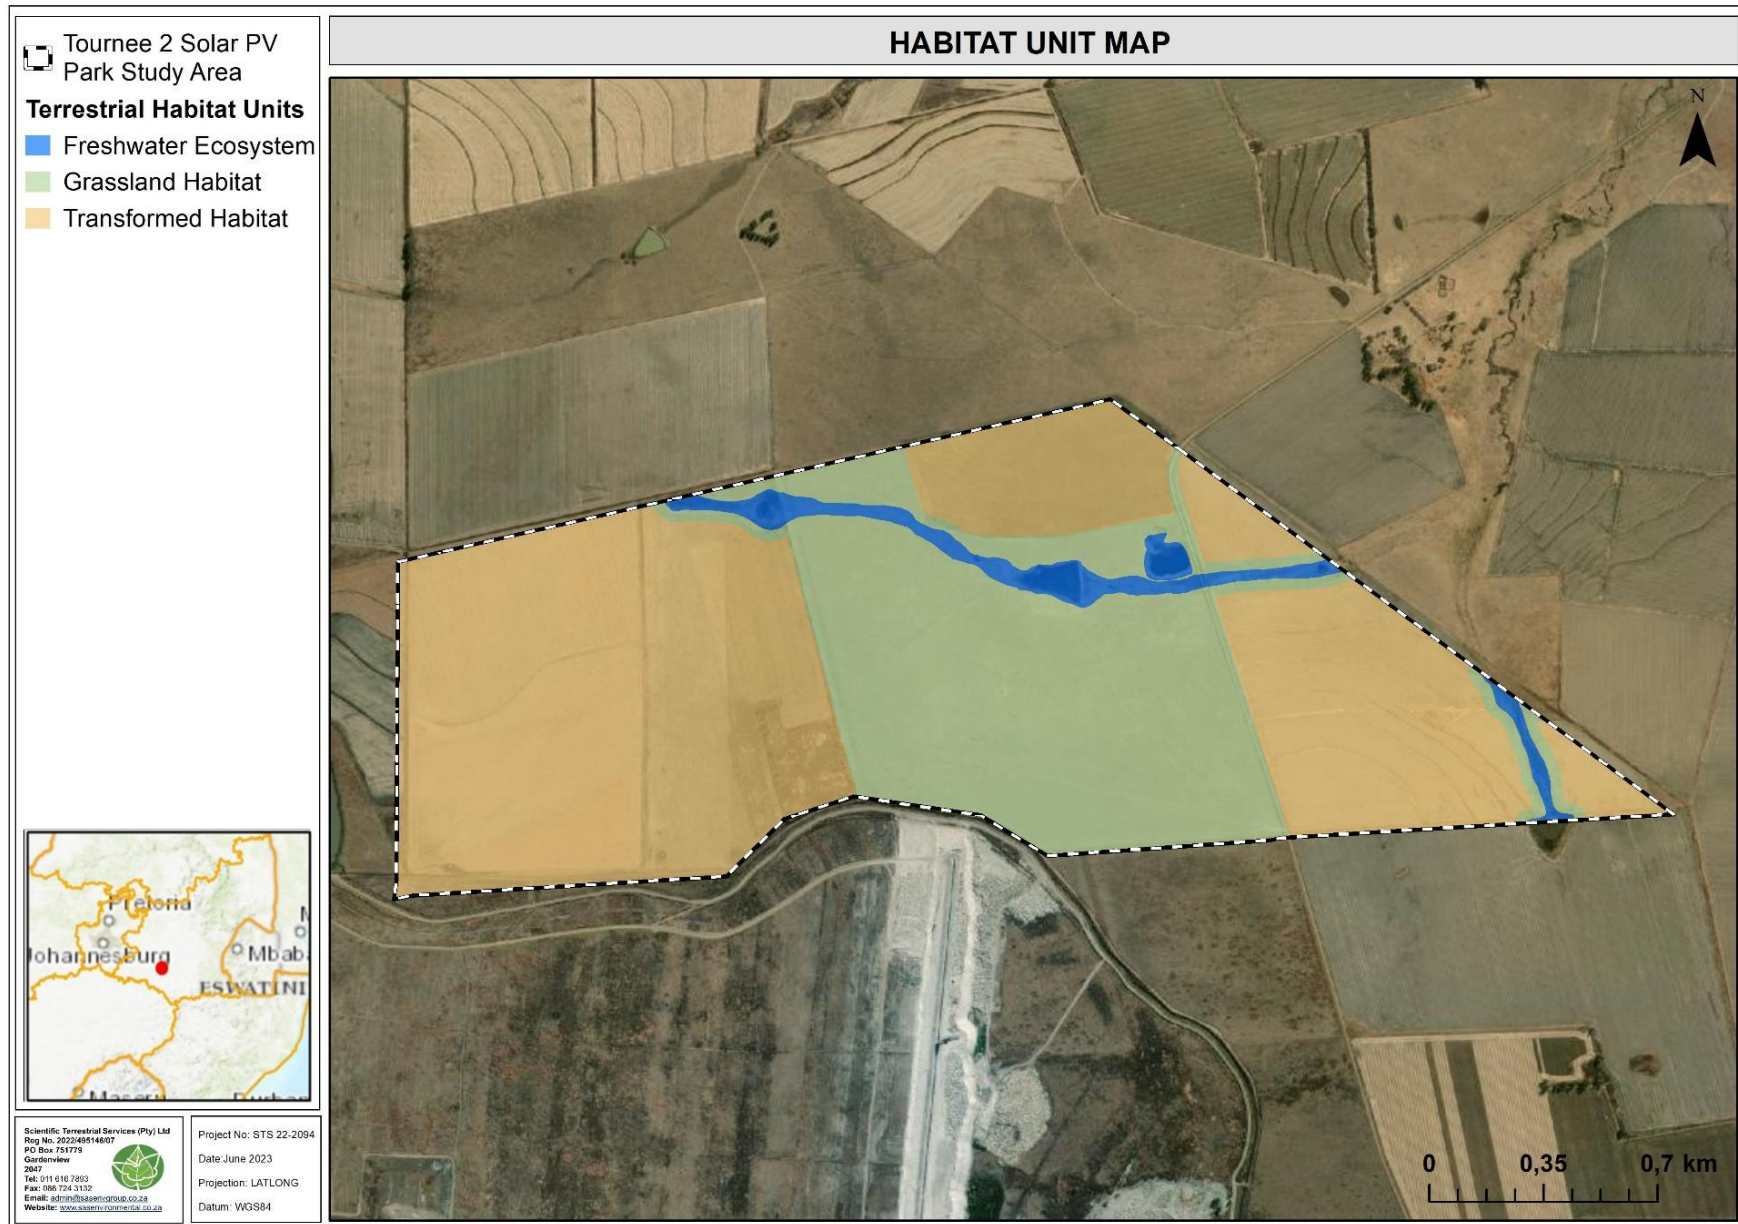 Tournee 2 Solar PV
Park Study Area
Terrestrial Habitat Units
Freshwater Ecosystem
Grassland Habitat
Transformed Habitat
HABITAT UNIT MAP
N
Pretoria
Johannesburg
Mbab
ESWATINI
M
Maseru
Durban
Scientific Terrestrial Services (Pty) Ltd
Reg No. 2022/495146/07
PO Box 751779
Gardenview
2047
Tel: 011 616 7893
Fax: 086 724 3132
Email: admin@sasenvgroup.co.za
Website: www.sasenvironmental.co.za
Project No: STS 22-2094
Date:June 2023
Projection: LATLONG
Datum: WGS84
0 0,35 0,7 km